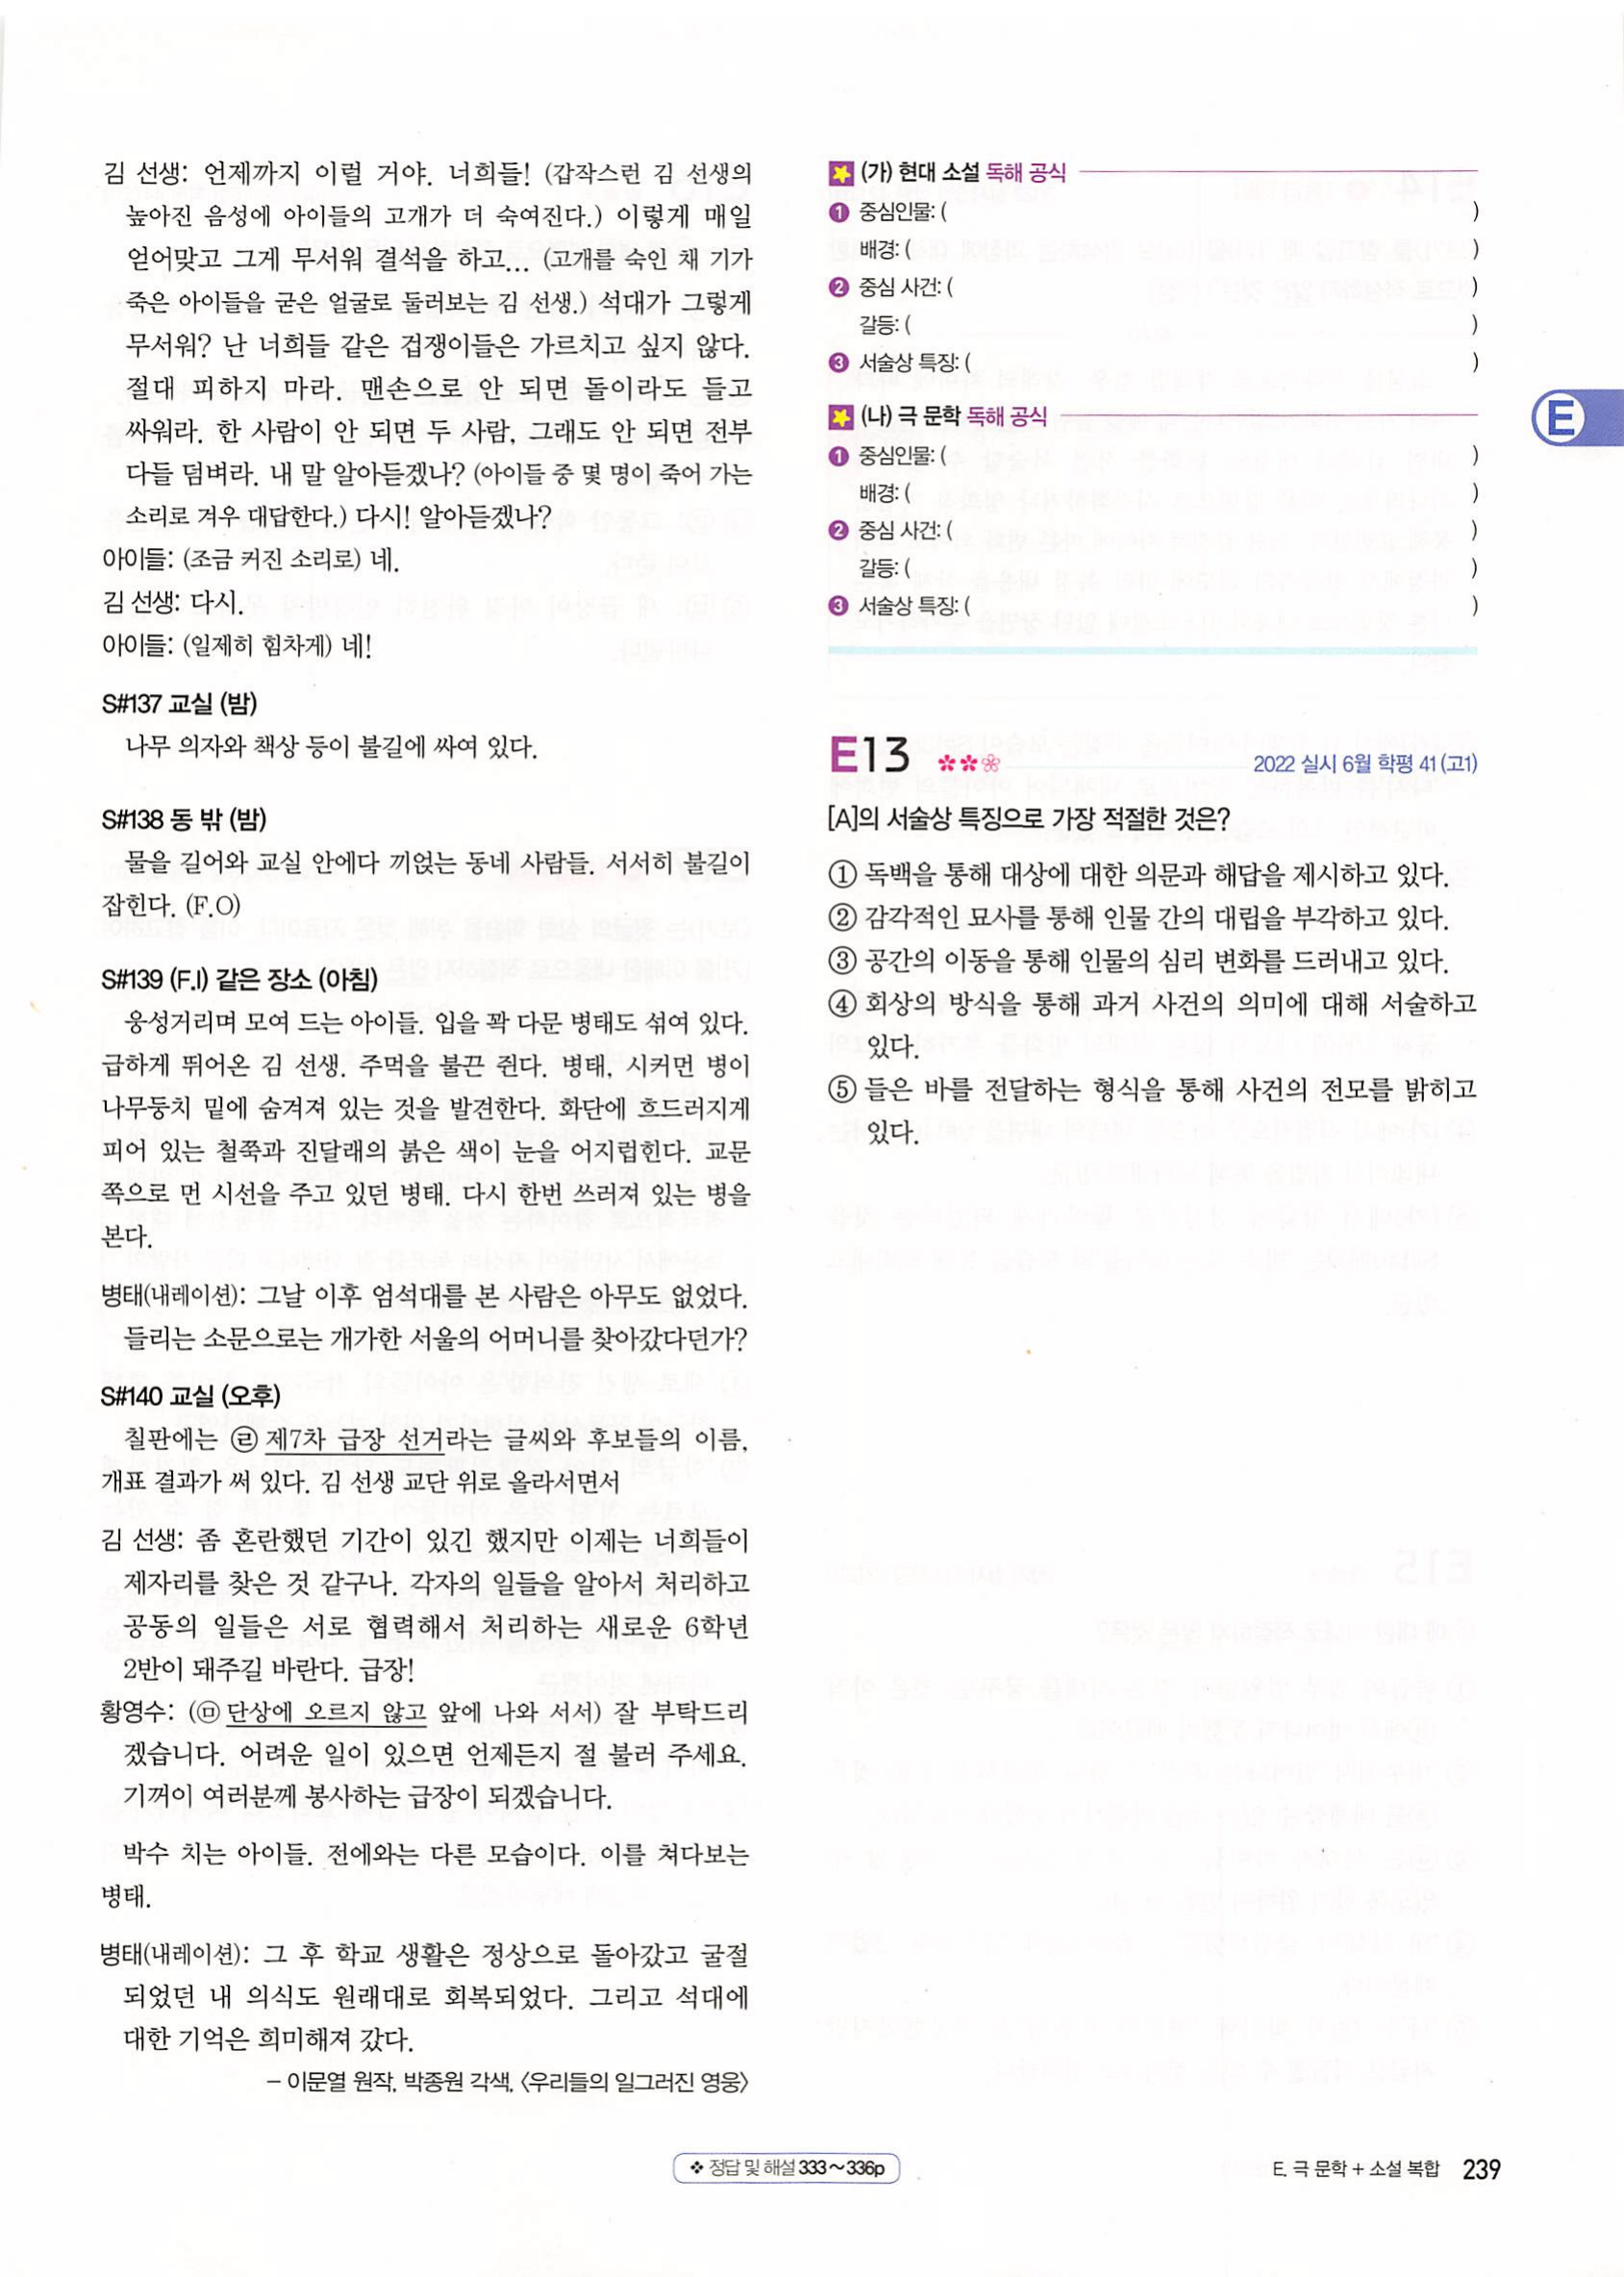 김 선생: 언제까지 이럴 거야. 너희들! (갑작스런 김 선생의
높아진 음성에 아이들의 고개가 더 숙여진다.) 이렇게 매일
얻어맞고 그게 무서워 결석을 하고... (고개를 숙인 채 기가
죽은 아이들을 굳은 얼굴로 둘러보는 김 선생.) 석대가 그렇게
무서워? 난 너희들 같은 겁쟁이들은 가르치고 싶지 않다.
절대 피하지 마라. 맨손으로 안 되면 돌이라도 들고
싸워라. 한 사람이 안 되면 두 사람, 그래도 안 되면 전부
다들 덤벼라. 내 말 알아듣겠나? (아이들 중 몇 명이 죽어 가는
소리로 겨우 대답한다.) 다시! 알아듣겠나?
아이들: (조금 커진 소리로) 네.
김 선생: 다시.
아이들: (일제히 힘차게) 네!
S#137 교실 (밤)
나무 의자와 책상 등이 불길에 싸여 있다.
S#138 동 밖 (밤)
물을 길어와 교실 안에다 끼얹는 동네 사람들. 서서히 불길이
잡힌다. (F.O)
S#139 (F.I) 같은 장소 (아침)
웅성거리며 모여 드는 아이들. 입을 꽉 다문 병태도 섞여 있다.
급하게 뛰어온 김 선생. 주먹을 불끈 쥔다. 병태, 시커먼 병이
나무둥치 밑에 숨겨져 있는 것을 발견한다. 화단에 흐드러지게
피어 있는 철쭉과 진달래의 붉은 색이 눈을 어지럽힌다. 교문
쪽으로 먼 시선을 주고 있던 병태. 다시 한번 쓰러져 있는 병을
본다.
병태(내레이션): 그날 이후 엄석대를 본 사람은 아무도 없었다.
들리는 소문으로는 개가한 서울의 어머니를 찾아갔다던가?
S#140 교실 (오후)
칠판에는 ㉣ 제7차 급장 선거라는 글씨와 후보들의 이름,
개표 결과가 써 있다. 김 선생 교단 위로 올라서면서
김 선생: 좀 혼란했던 기간이 있긴 했지만 이제는 너희들이
제자리를 찾은 것 같구나. 각자의 일들을 알아서 처리하고
공동의 일들은 서로 협력해서 처리하는 새로운 6학년
2반이 돼주길 바란다. 급장!
황영수: (㉤ 단상에 오르지 않고 앞에 나와 서서) 잘 부탁드리
겠습니다. 어려운 일이 있으면 언제든지 절 불러 주세요.
기꺼이 여러분께 봉사하는 급장이 되겠습니다.
박수 치는 아이들. 전에와는 다른 모습이다. 이를 쳐다보는
병태.
병태(내레이션): 그 후 학교 생활은 정상으로 돌아갔고 굴절
되었던 내 의식도 원래대로 회복되었다. 그리고 석대에
대한 기억은 희미해져 갔다.
– 이문열 원작, 박종원 각색, 〈우리들의 일그러진 영웅〉
(가) 현대 소설 독해 공식
❶ 중심인물: ( )
배경: ( )
❷ 중심 사건: ( )
갈등: ( )
❸ 서술상 특징: ( )
(나) 극 문학 독해 공식
❶ 중심인물: ( )
배경: ( )
❷ 중심 사건: ( )
갈등: ( )
❸ 서술상 특징: ( )
E
E13 2022 실시 6월 학평 41 (고1)
[A]의 서술상 특징으로 가장 적절한 것은?
① 독백을 통해 대상에 대한 의문과 해답을 제시하고 있다.
② 감각적인 묘사를 통해 인물 간의 대립을 부각하고 있다.
③ 공간의 이동을 통해 인물의 심리 변화를 드러내고 있다.
④ 회상의 방식을 통해 과거 사건의 의미에 대해 서술하고
있다.
⑤ 들은 바를 전달하는 형식을 통해 사건의 전모를 밝히고
있다.
❖ 정답 및 해설 333~336p
E. 극 문학 + 소설 복합 239